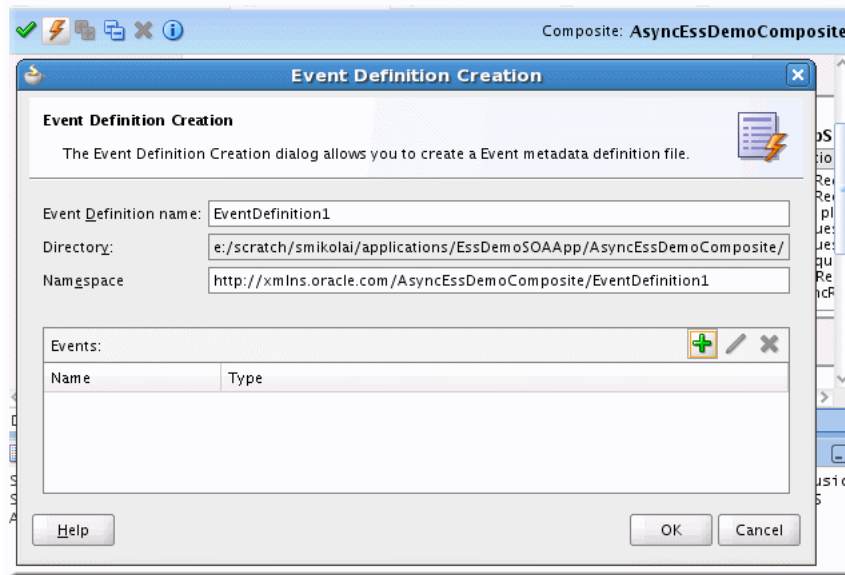 Composite: AsyncEssDemoComposite
Event Definition Creation
Event Definition Creation
The Event Definition Creation dialog allows you to create a Event metadata definition file.
Event Definition name: EventDefinition1
Directory: e:/scratch/smikolai/applications/EssDemoSOAApp/AsyncEssDemoComposite/
Namespace http://xmlns.oracle.com/AsyncEssDemoComposite/EventDefinition1
Events:
Name Type
Help OK Cancel